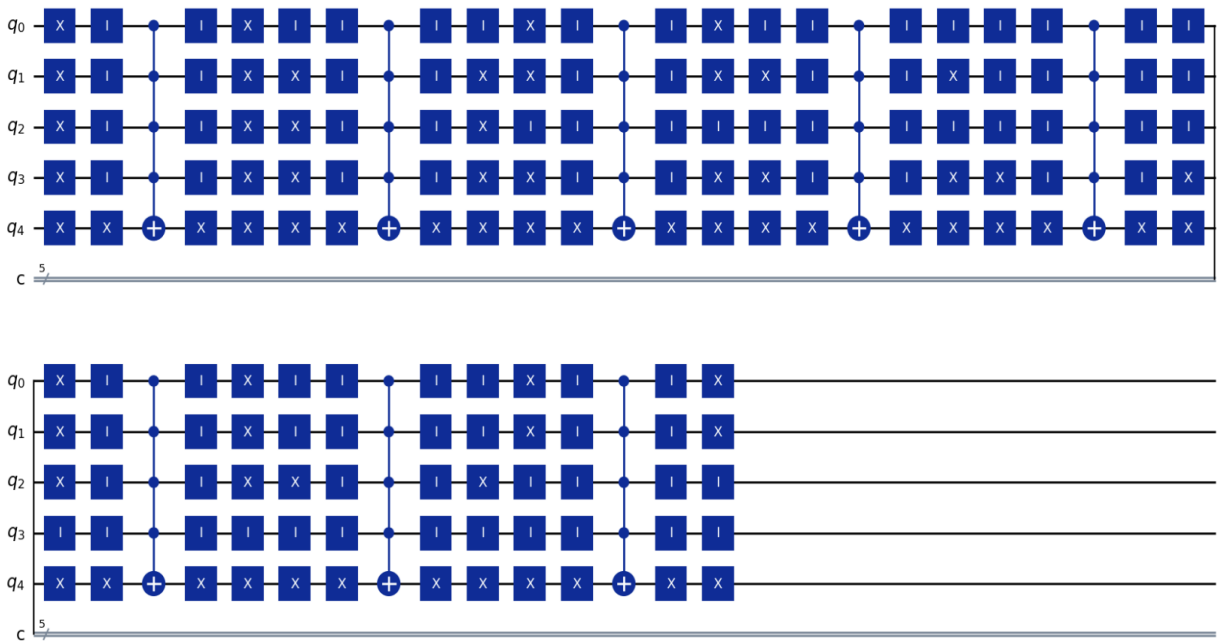 q0 X I I X I I I I X I I X I I I I I I I I
q1 X I I X X I I X X I I X X I I X I I I I
q2 X I I X X I I X I I I I I I I I I I I I
q3 X I I X X I I X X I I X X I I X X I I X
q4 X X X X X X X X X X X X X X X X X X X X
5
c
q0 X I I X I I I I X I I X
q1 X I I X I I I I X I I X
q2 X I I X X I I X I I I I
q3 I I I I I I I I I I I I
q4 X X X X X X X X X X X X
5
c